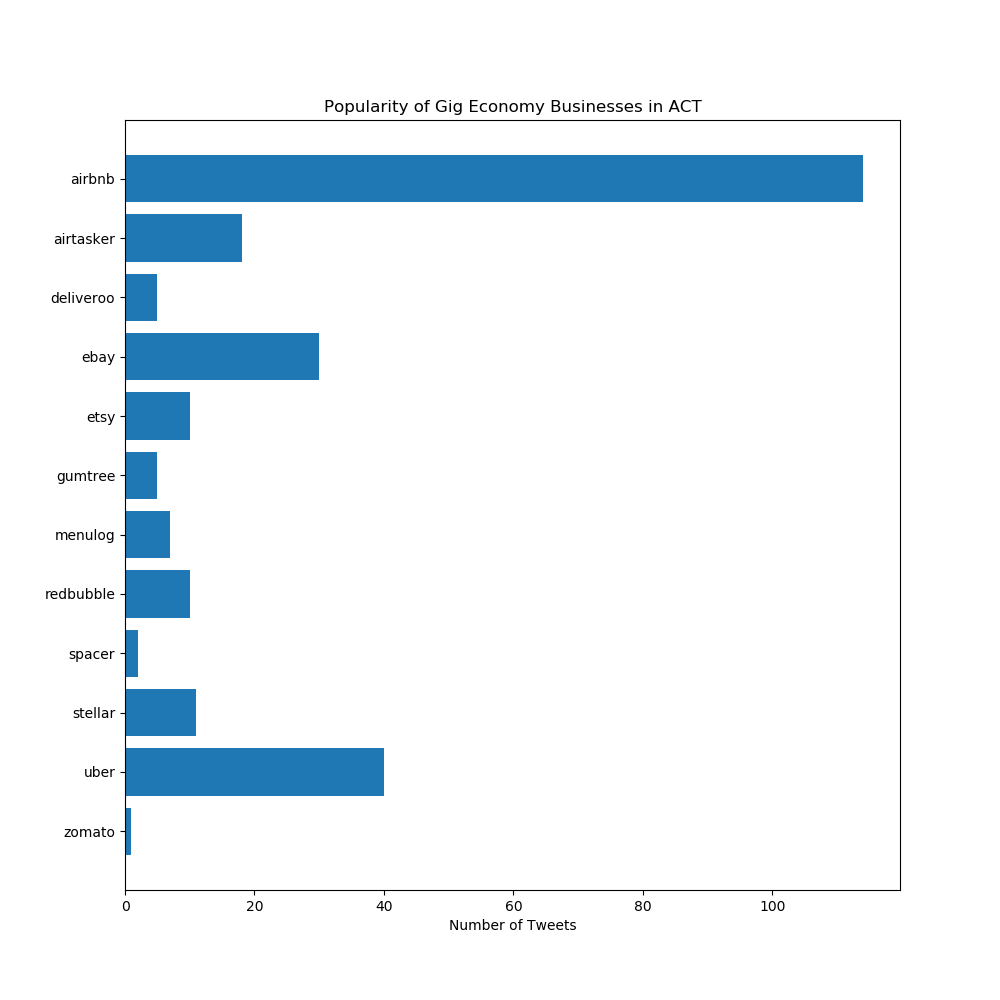 Popularity of Gig Economy Businesses in ACT
airbnb
airtasker
deliveroo
ebay
etsy
gumtree
menulog
redbubble
spacer
stellar
uber
zomato
0 20 40 60 80 100
Number of Tweets